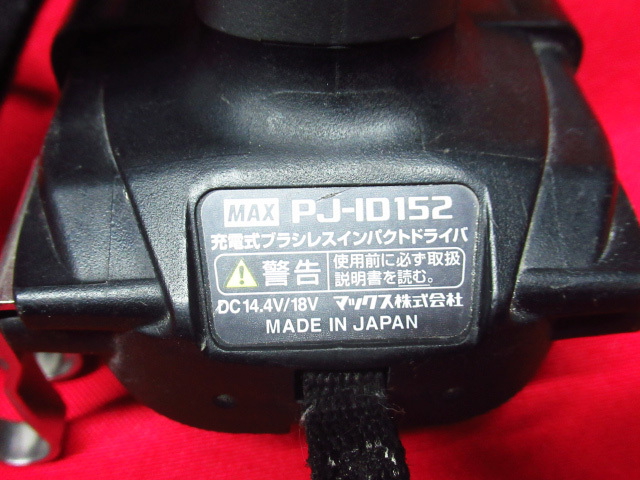 MAX PJ-ID152
充電式ブラシレスインパクトドライバ
警告 使用前に必ず取扱
説明書を読む。
DC14.4V/18V マックス株式会社
MADE IN JAPAN